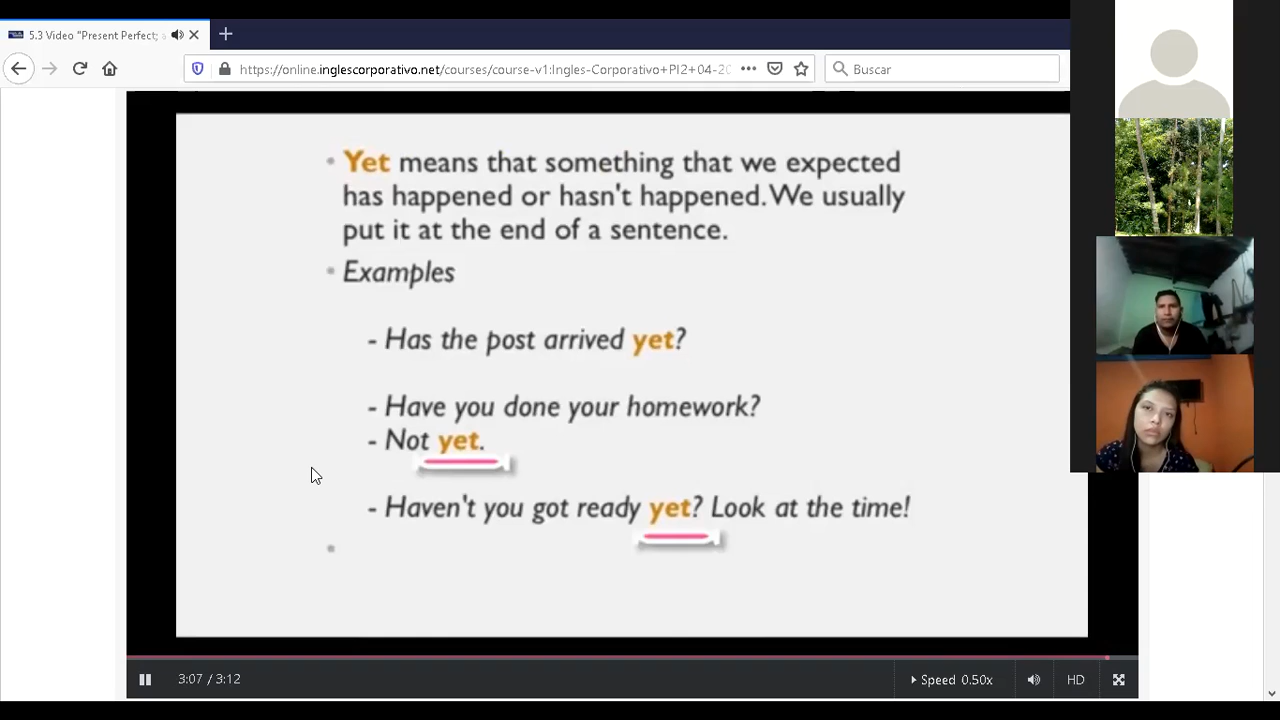 5.3 Video "Present Perfect;
https://online.inglescorporativo.net/courses/course-v1:Ingles-Corporativo+PI2+04-20
Buscar
• Yet means that something that we expected
has happened or hasn't happened. We usually
put it at the end of a sentence.
• Examples
- Has the post arrived yet?
- Have you done your homework?
- Not yet.
- Haven't you got ready yet? Look at the time!
•
3:07 / 3:12
Speed 0.50x
HD